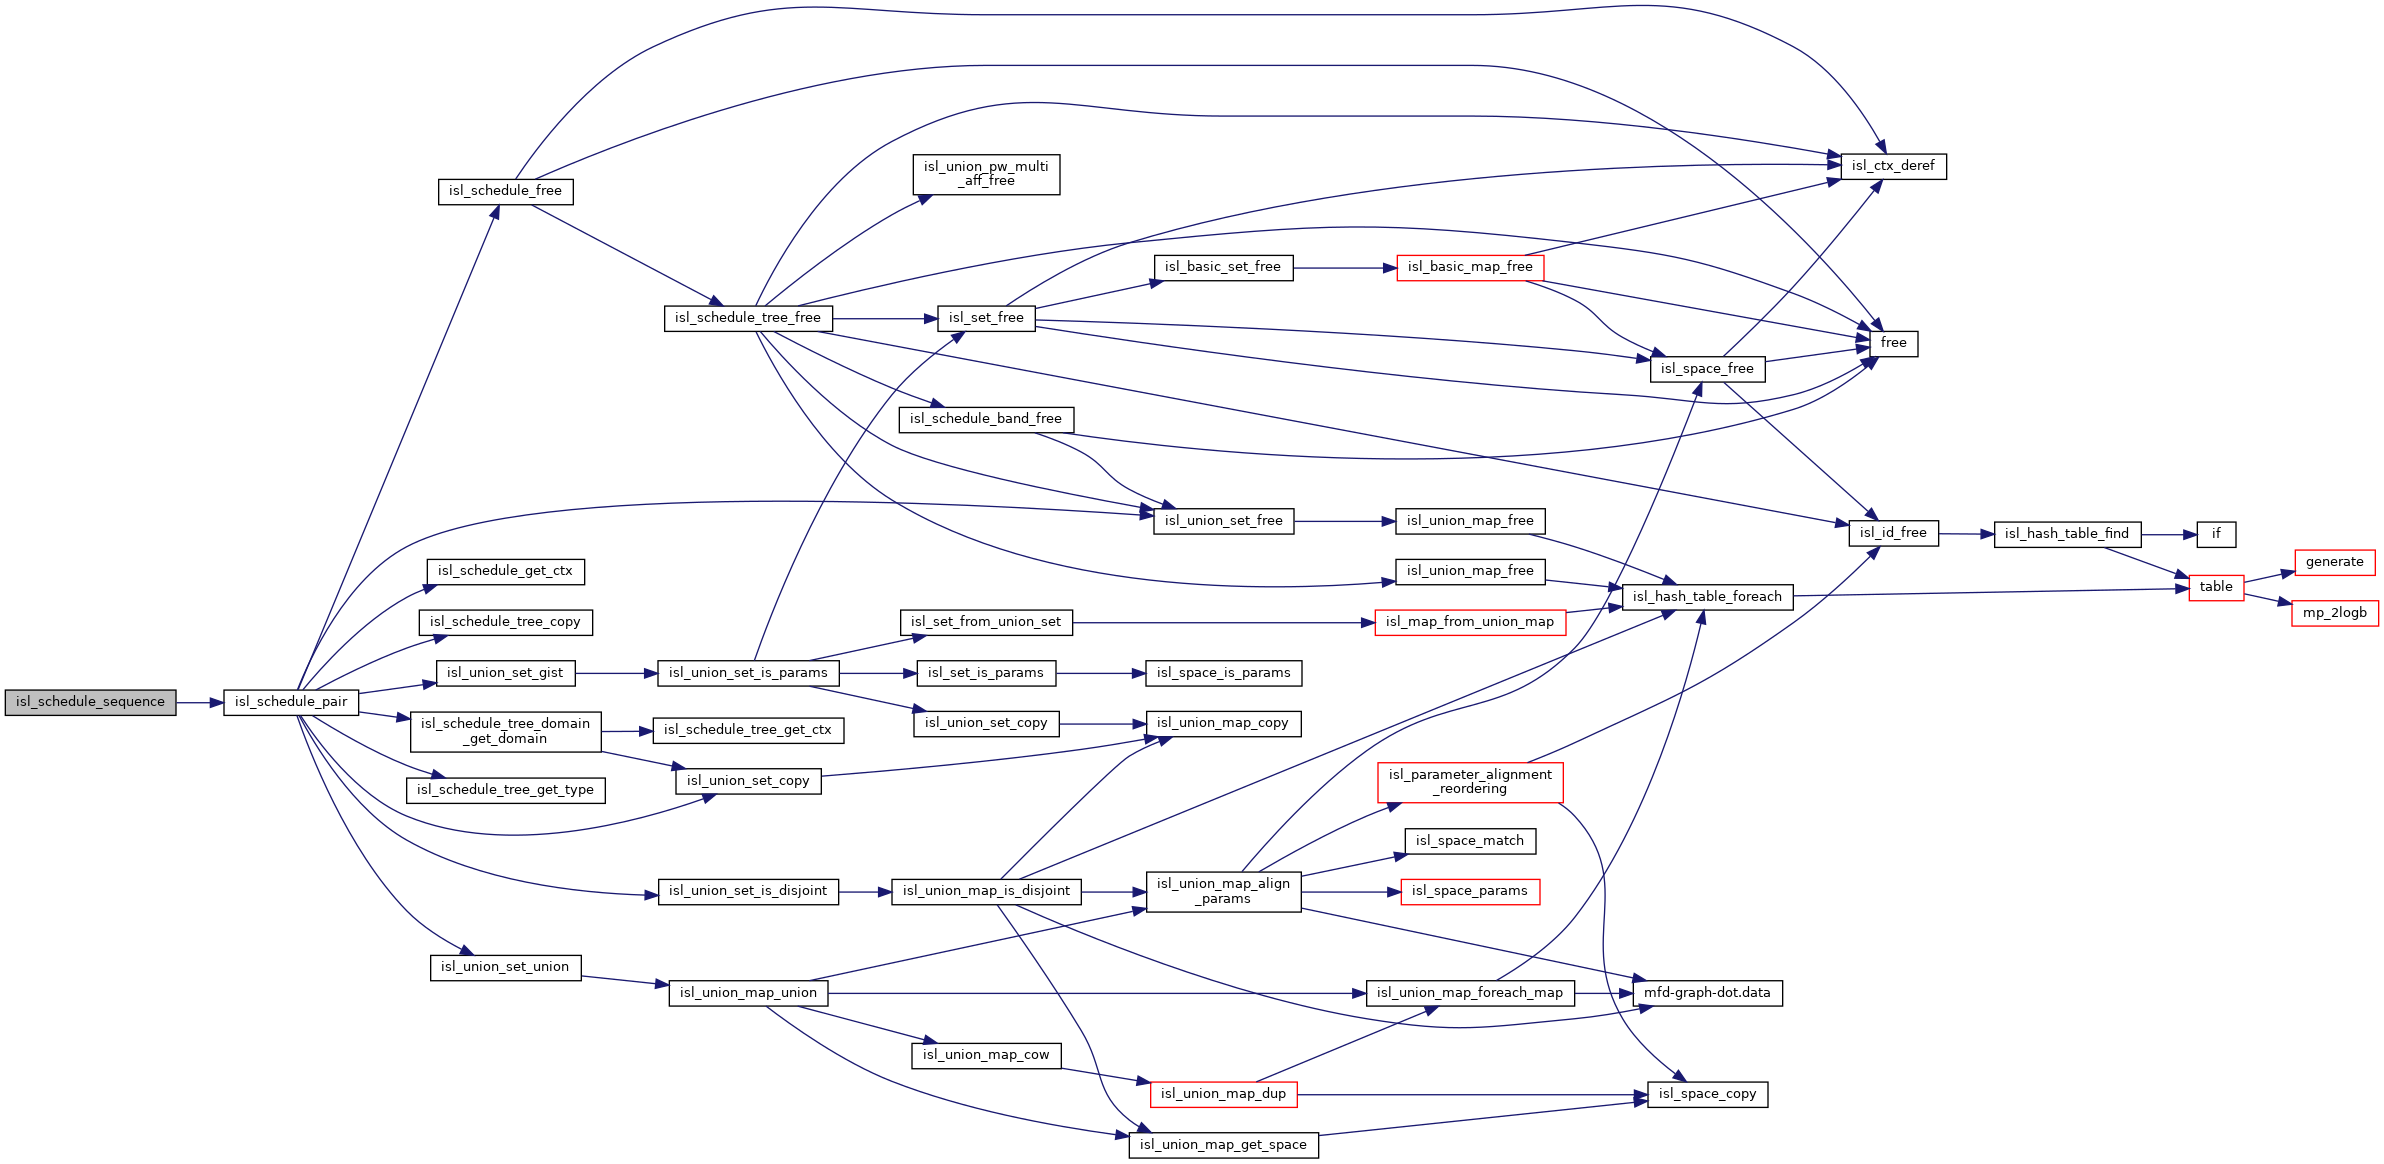 isl_schedule_sequence
isl_schedule_pair
isl_schedule_free
isl_schedule_get_ctx
isl_schedule_tree_copy
isl_union_set_gist
isl_schedule_tree_domain
_get_domain
isl_schedule_tree_get_type
isl_union_set_union
isl_schedule_tree_free
isl_union_set_is_params
isl_schedule_tree_get_ctx
isl_union_set_copy
isl_union_set_is_disjoint
isl_union_map_union
isl_union_pw_multi
_aff_free
isl_set_free
isl_schedule_band_free
isl_set_from_union_set
isl_set_is_params
isl_union_set_copy
isl_union_map_is_disjoint
isl_union_map_cow
isl_basic_set_free
isl_union_set_free
isl_space_is_params
isl_union_map_copy
isl_union_map_align
_params
isl_union_map_dup
isl_union_map_get_space
isl_basic_map_free
isl_union_map_free
isl_union_map_free
isl_map_from_union_map
isl_parameter_alignment
_reordering
isl_space_match
isl_space_params
isl_union_map_foreach_map
isl_space_free
isl_hash_table_foreach
mfd-graph-dot.data
isl_space_copy
isl_ctx_deref
free
isl_id_free
isl_hash_table_find
if
table
generate
mp_2logb